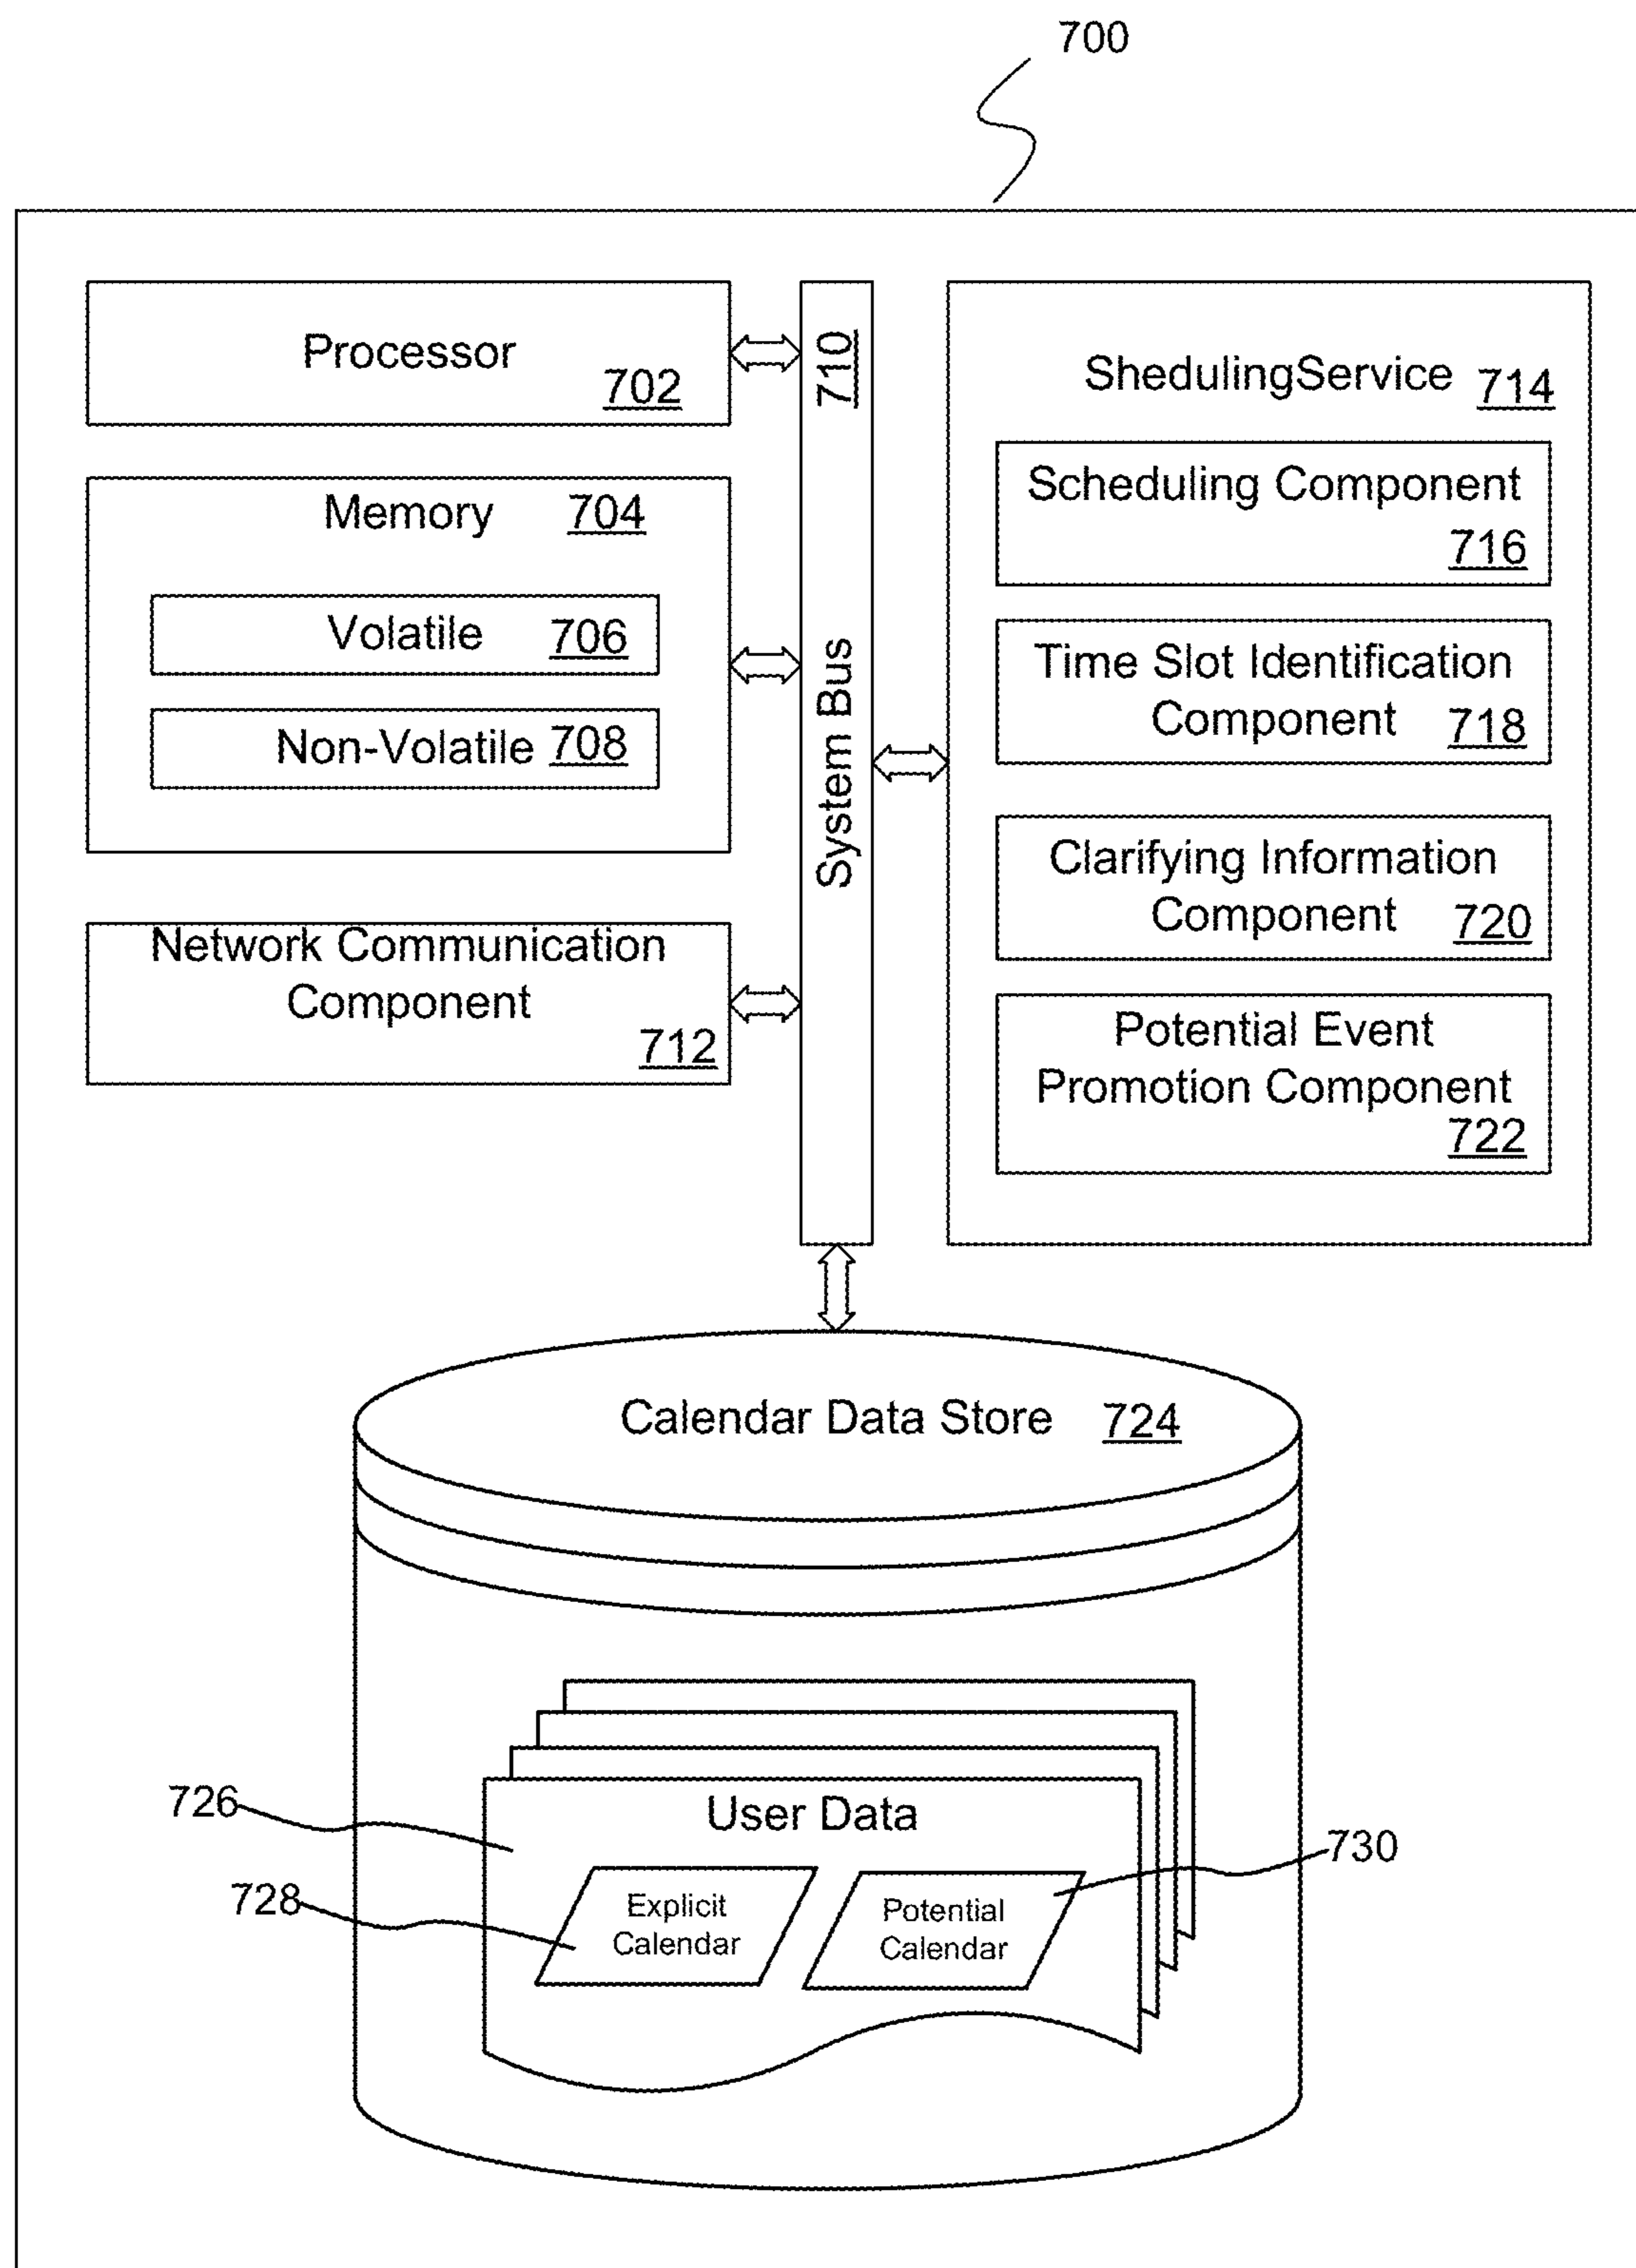 700
Processor
702
Memory 704
Volatile 706
Non-Volatile 708
Network Communication
Component
712
710
System Bus
ShedulingService 714
Scheduling Component
716
Time Slot Identification
Component 718
Clarifying Information
Component 720
Potential Event
Promotion Component
722
Calendar Data Store 724
726
User Data
728
Explicit
Calendar
Potential
Calendar
730